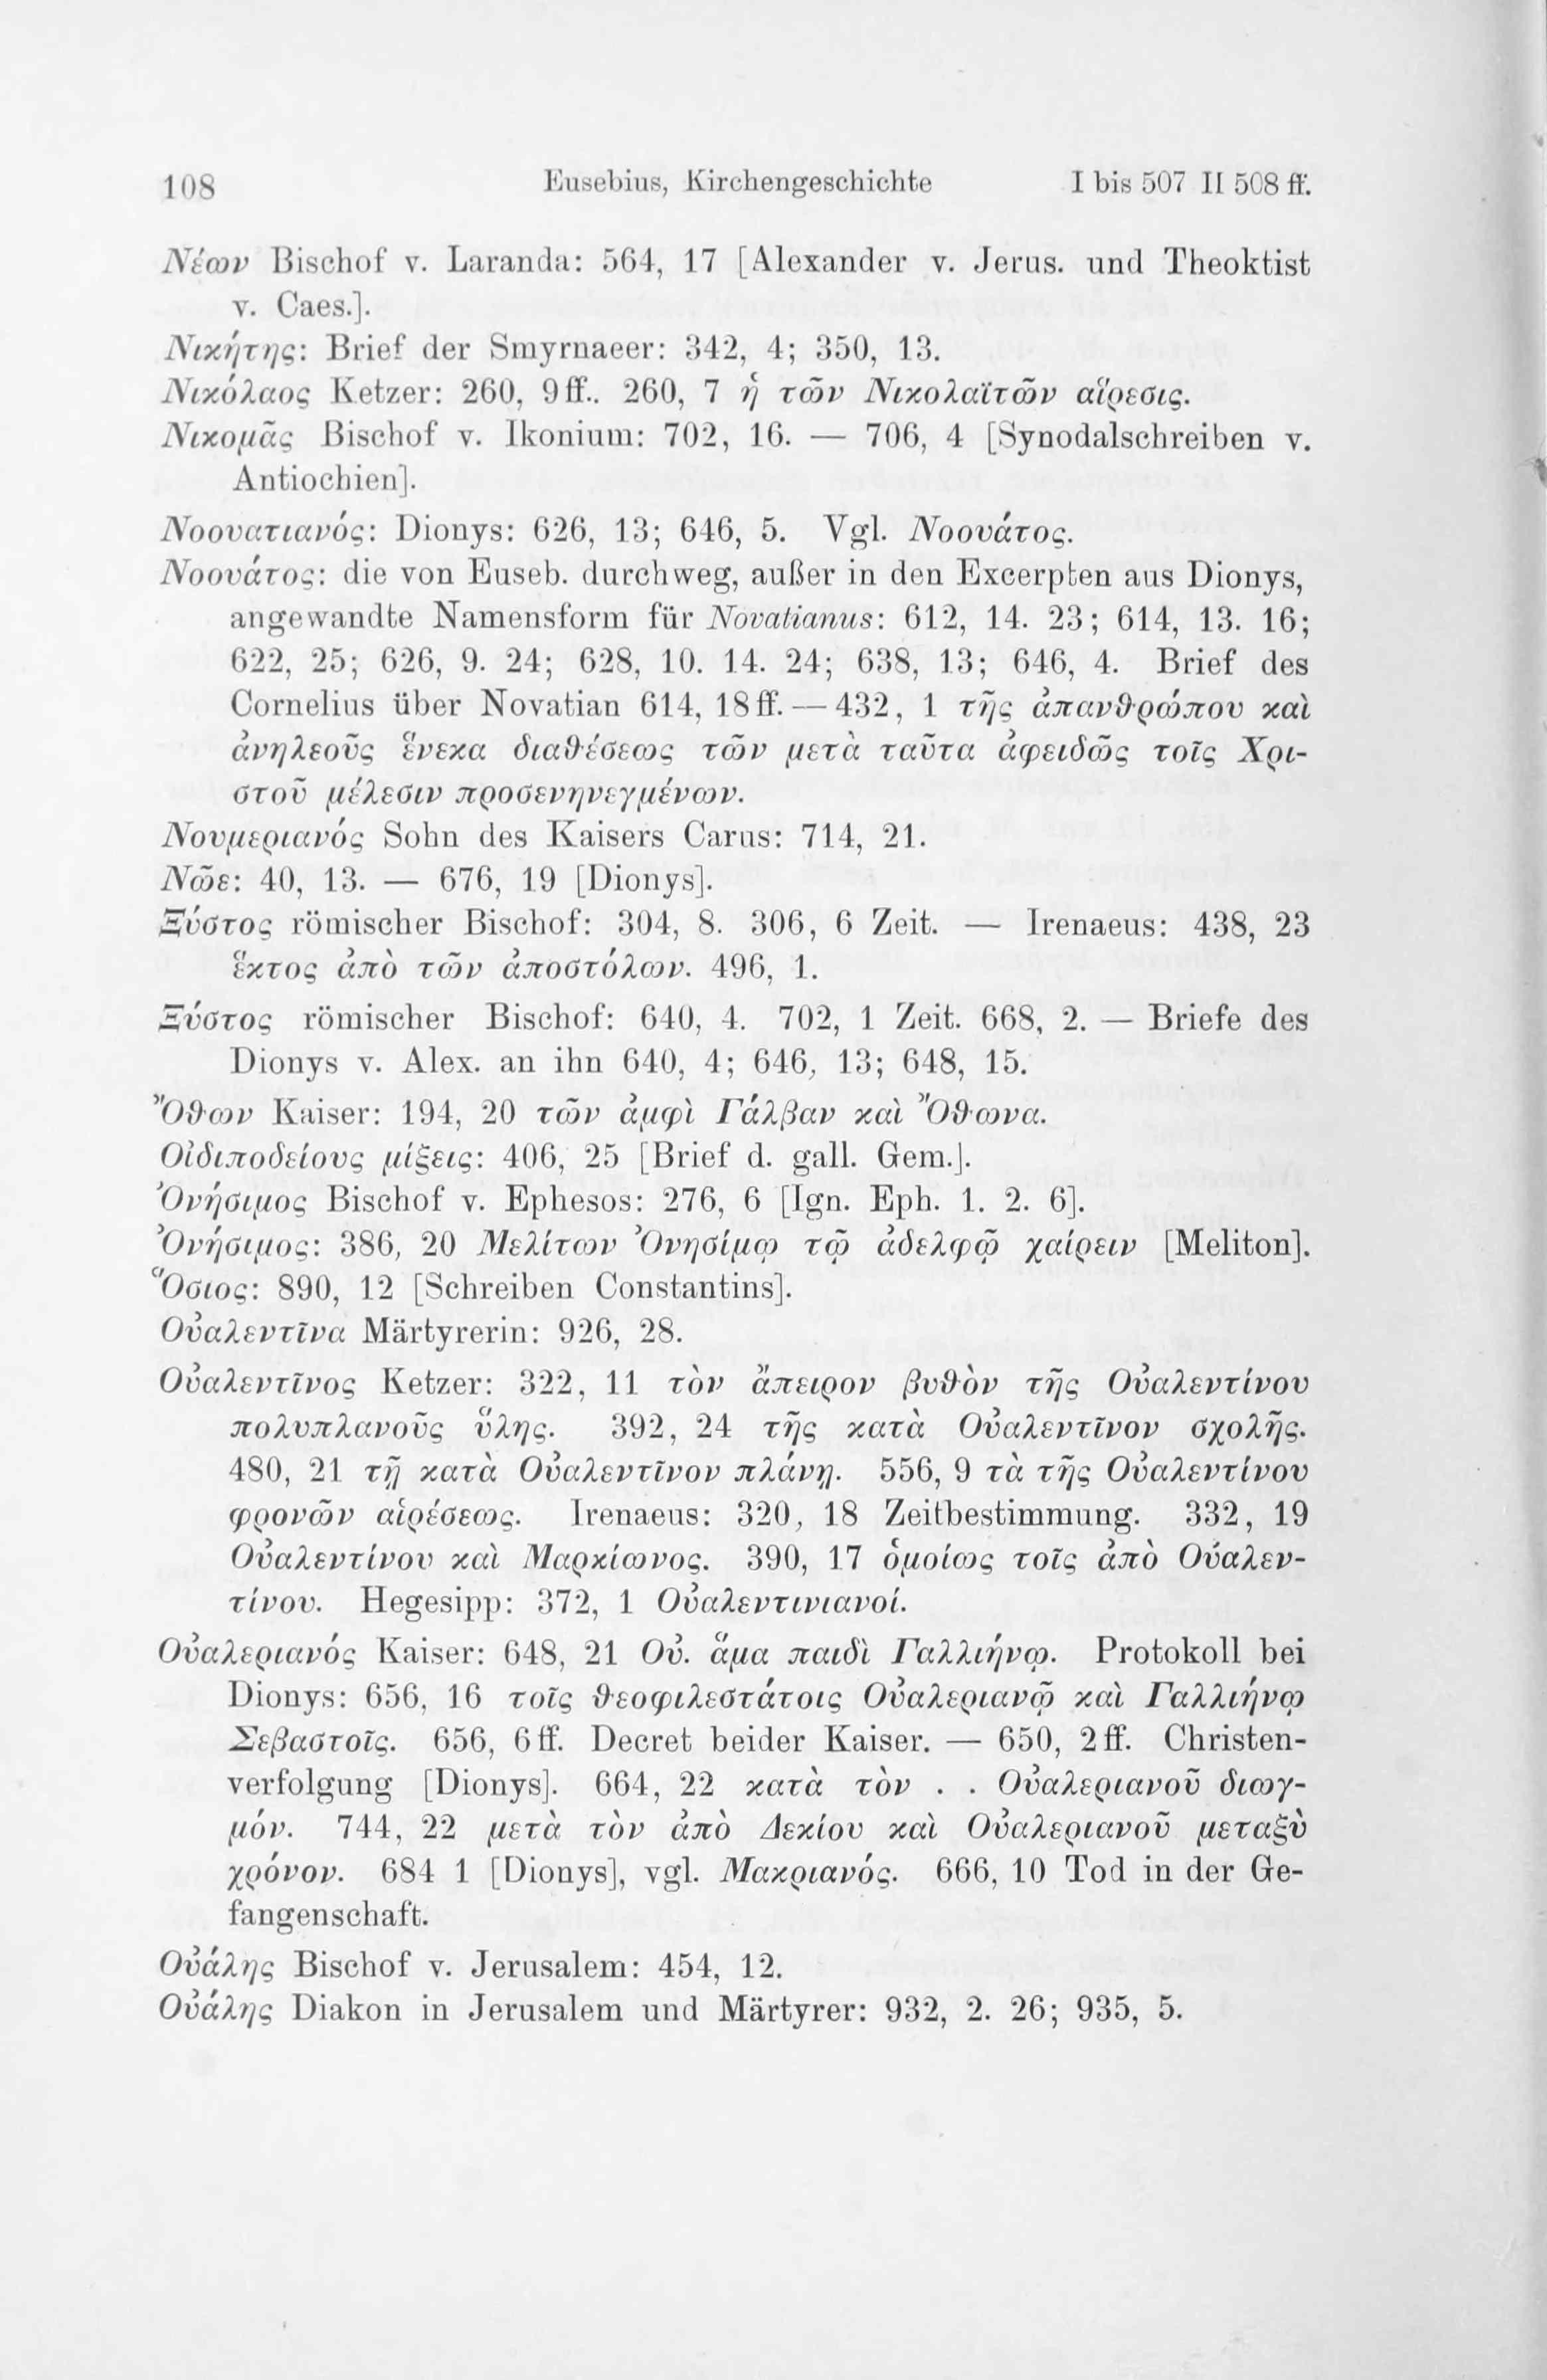 108 Eusebius, Kirchengeschichte I bis 507 II 508 ff.
Νέων Bischof v. Laranda: 564, 17 [Alexander v. Jerus. und Theoktist
v. Caes.].
Νικήτης: Brief der Smyrnaeer: 342, 4; 350, 13.
Νικόλαος Ketzer: 260, 9 ff.. 260, 7 ἡ τῶν Νικολαϊτῶν αἵρεσις.
Νικομᾶς Bischof v. Ikonium: 702, 16. — 706, 4 [Synodalschreiben v.
Antiochien].
Νοουατιανός: Dionys: 626, 13; 646, 5. Vgl. Νοουάτος.
Νοουάτος: die von Euseb. durchweg, außer in den Excerpten aus Dionys,
angewandte Namensform für Novatianus: 612, 14. 23; 614, 13. 16;
622, 25; 626, 9. 24; 628, 10. 14. 24; 638, 13; 646, 4. Brief des
Cornelius über Novatian 614, 18 ff. — 432, 1 τῆς ἀπανθρώπου καὶ
ἀνηλεοῦς ἕνεκα διαθέσεως τῶν μετὰ ταῦτα ἀφειδῶς τοῖς Χρι-
στοῦ μέλεσιν προσενηνεγμένων.
Νουμεριανός Sohn des Kaisers Carus: 714, 21.
Νῶε: 40, 13. — 676, 19 [Dionys].
Ξύστος römischer Bischof: 304, 8. 306, 6 Zeit. — Irenaeus: 438, 23
ἕκτος ἀπὸ τῶν ἀποστόλων. 496, 1.
Ξύστος römischer Bischof: 640, 4. 702, 1 Zeit. 668, 2. — Briefe des
Dionys v. Alex. an ihn 640, 4; 646, 13; 648, 15.
Ὄθων Kaiser: 194, 20 τῶν ἀμφὶ Γάλβαν καὶ Ὄθωνα.
Οἰδιποδείους μίξεις: 406, 25 [Brief d. gall. Gem.].
Ὀνήσιμος Bischof v. Ephesos: 276, 6 [Ign. Eph. 1. 2. 6].
Ὀνήσιμος: 386, 20 Μελίτων Ὀνησίμῳ τῷ ἀδελφῷ χαίρειν [Meliton].
Ὅσιος: 890, 12 [Schreiben Constantins].
Οὐαλεντῖνα Märtyrerin: 926, 28.
Οὐαλεντῖνος Ketzer: 322, 11 τὸν ἄπειρον βυθὸν τῆς Οὐαλεντίνου
πολυπλανοῦς ὕλης. 392, 24 τῆς κατὰ Οὐαλεντῖνον σχολῆς.
480, 21 τῇ κατὰ Οὐαλεντῖνον πλάνῃ. 556, 9 τὰ τῆς Οὐαλεντίνου
φρονῶν αἱρέσεως. Irenaeus: 320, 18 Zeitbestimmung. 332, 19
Οὐαλεντίνου καὶ Μαρκίωνος. 390, 17 ὁμοίως τοῖς ἀπὸ Οὐαλεν-
τίνου. Hegesipp: 372, 1 Οὐαλεντινιανοί.
Οὐαλεριανός Kaiser: 648, 21 Οὐ. ἅμα παιδὶ Γαλλιήνῳ. Protokoll bei
Dionys: 656, 16 τοῖς θεοφιλεστάτοις Οὐαλεριανῷ καὶ Γαλλιήνῳ
Σεβαστοῖς. 656, 6 ff. Decret beider Kaiser. — 650, 2 ff. Christen-
verfolgung [Dionys]. 664, 22 κατὰ τὸν . . Οὐαλεριανοῦ διωγ-
μόν. 744, 22 μετὰ τὸν ἀπὸ Δεκίου καὶ Οὐαλεριανοῦ μεταξὺ
χρόνον. 684 1 [Dionys], vgl. Μακριανός. 666, 10 Tod in der Ge-
fangenschaft.
Οὐάλης Bischof v. Jerusalem: 454, 12.
Οὐάλης Diakon in Jerusalem und Märtyrer: 932, 2. 26; 935, 5.